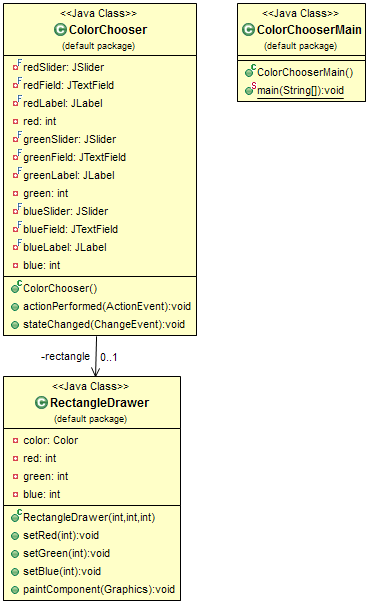 <<Java Class>>
ColorChooser
(default package)
redSlider: JSlider
redField: JTextField
redLabel: JLabel
red: int
greenSlider: JSlider
greenField: JTextField
greenLabel: JLabel
green: int
blueSlider: JSlider
blueField: JTextField
blueLabel: JLabel
blue: int
ColorChooser()
actionPerformed(ActionEvent):void
stateChanged(ChangeEvent):void
<<Java Class>>
ColorChooserMain
(default package)
ColorChooserMain()
main(String[]):void
-rectangle 0..1
<<Java Class>>
RectangleDrawer
(default package)
color: Color
red: int
green: int
blue: int
RectangleDrawer(int,int,int)
setRed(int):void
setGreen(int):void
setBlue(int):void
paintComponent(Graphics):void